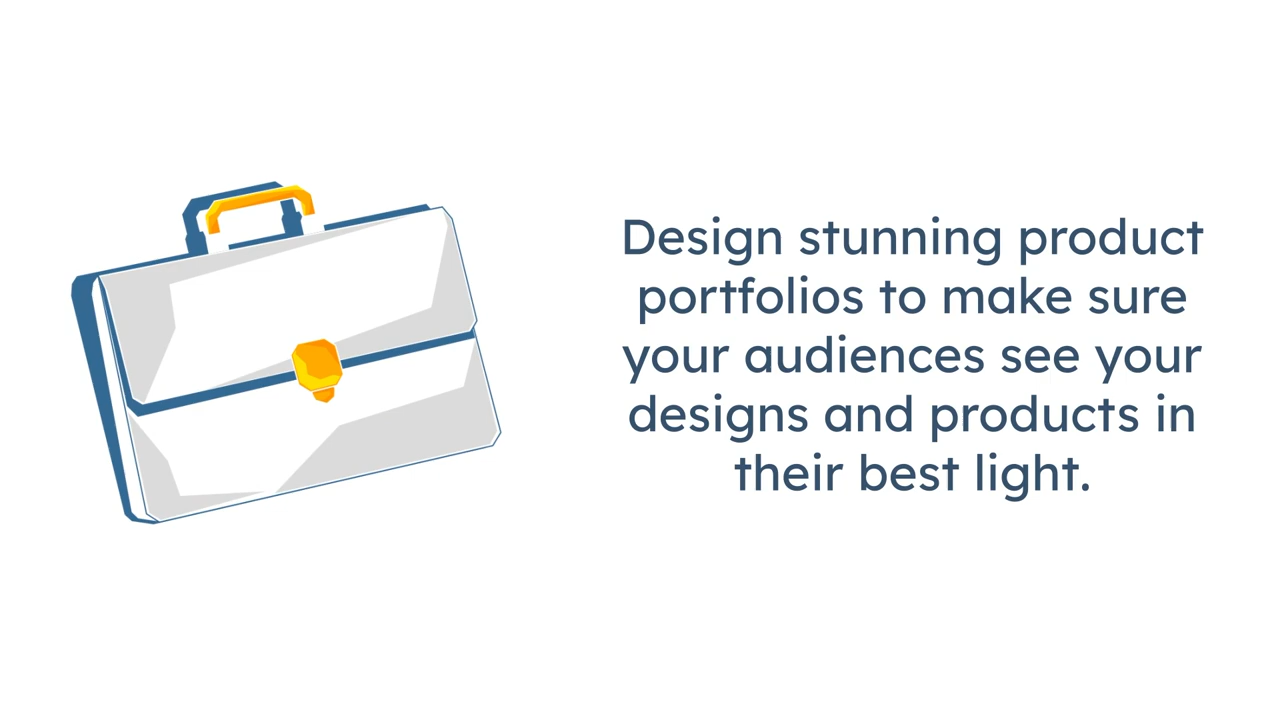 Design stunning product
portfolios to make sure
your audiences see your
designs and products in
their best light.